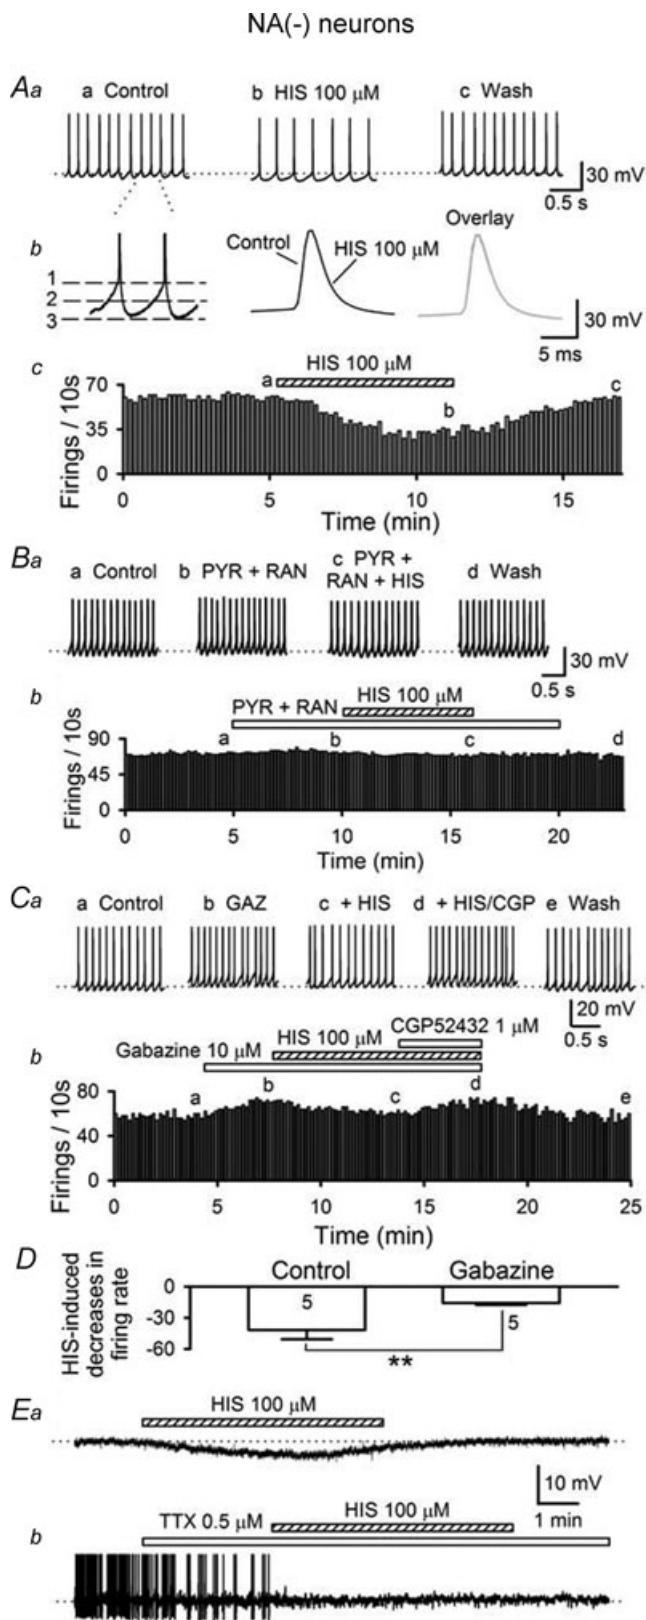 NA(-) neurons
Aa
a Control b HIS 100 μM c Wash
30 mV
0.5 s
b
Control HIS 100 μM Overlay
1
2
3
30 mV
5 ms
c
HIS 100 μM
a b c
Firings / 10s
70
35
0
0 5 10 15
Time (min)
Ba
a Control b PYR + RAN c PYR + RAN + HIS d Wash
30 mV
0.5 s
b
HIS 100 μM
PYR + RAN
a b c d
Firings / 10s
90
45
0
0 5 10 15 20
Time (min)
Ca
a Control b GAZ c + HIS d + HIS/CGP e Wash
20 mV
0.5 s
b
CGP52432 1 μM
HIS 100 μM
Gabazine 10 μM
a b c d e
Firings / 10s
80
40
0
0 5 10 15 20 25
Time (min)
D
HIS-induced
decreases in
firing rate
0
-30
-60
Control Gabazine
5 5
**
Ea
HIS 100 μM
10 mV
1 min
b
TTX 0.5 μM HIS 100 μM